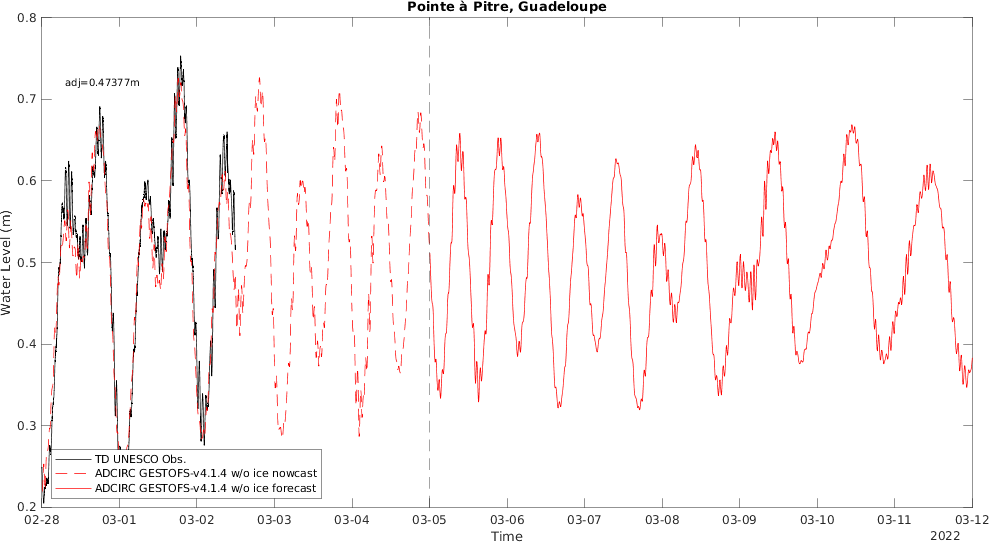 Pointe à Pitre, Guadeloupe
0.8
0.7
0.6
0.5
0.4
0.3
0.2
Water Level (m)
adj=0.47377m
TD UNESCO Obs.
ADCIRC GESTOFS-v4.1.4 w/o ice nowcast
ADCIRC GESTOFS-v4.1.4 w/o ice forecast
02-28 03-01 03-02 03-03 03-04 03-05 03-06 03-07 03-08 03-09 03-10 03-11 03-12
Time
2022